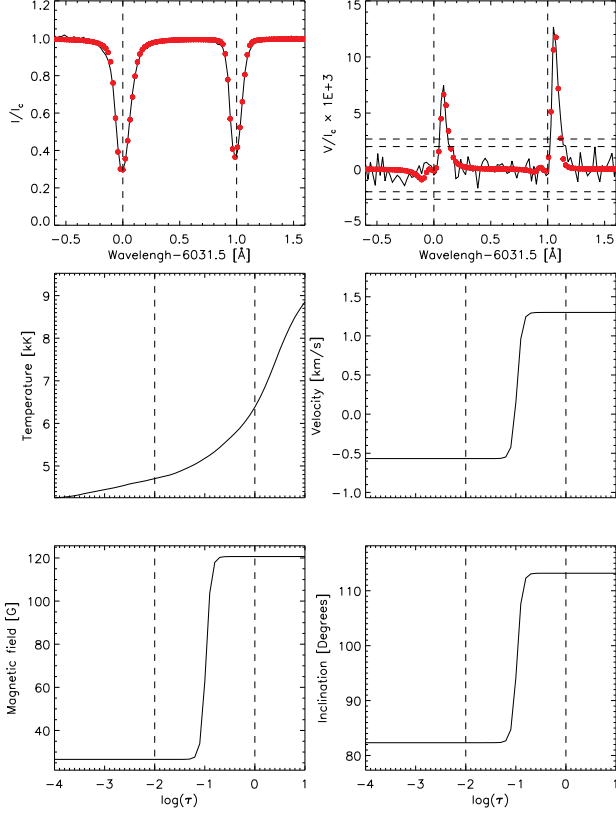 1.2
1.0
0.8
0.6
0.4
0.2
0.0
I/Ic
−0.5 0.0 0.5 1.0 1.5
Wavelengh−6031.5 [Å]
15
10
5
0
−5
V/Ic × 1E+3
−0.5 0.0 0.5 1.0 1.5
Wavelengh−6031.5 [Å]
9
8
7
6
5
Temperature [kK]
1.5
1.0
0.5
0.0
−0.5
−1.0
Velocity [km/s]
120
100
80
60
40
Magnetic field [G]
−4 −3 −2 −1 0 1
log(τ)
110
100
90
80
Inclination [Degrees]
−4 −3 −2 −1 0 1
log(τ)